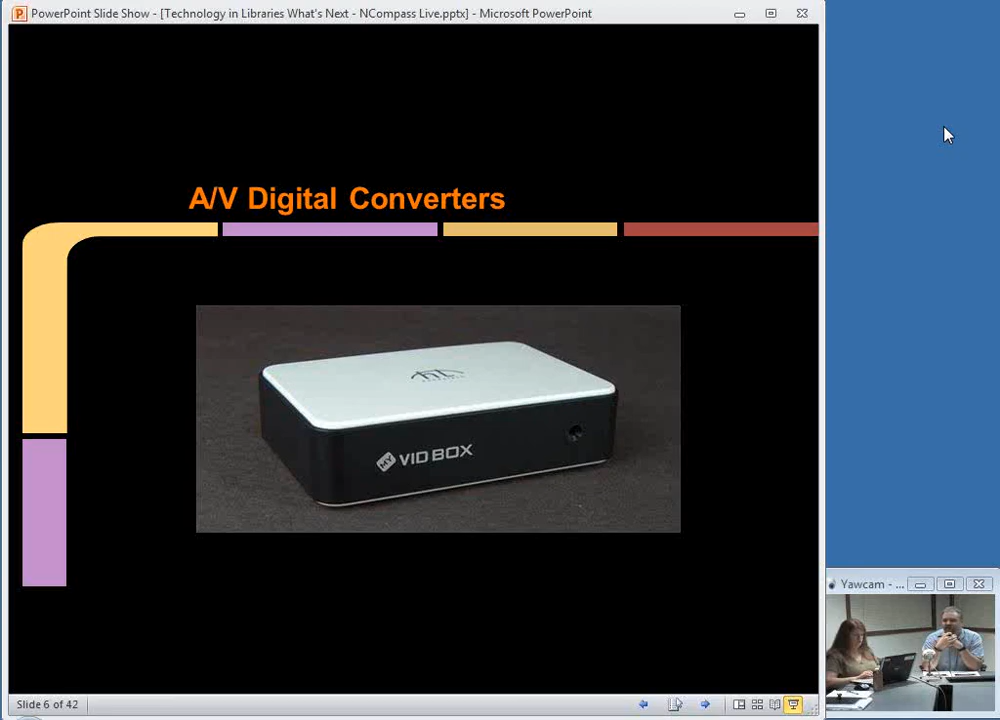 PowerPoint Slide Show - [Technology in Libraries What's Next - NCompass Live.pptx] - Microsoft PowerPoint
A/V Digital Converters
MY VID BOX
Slide 6 of 42
Yawcam - ...